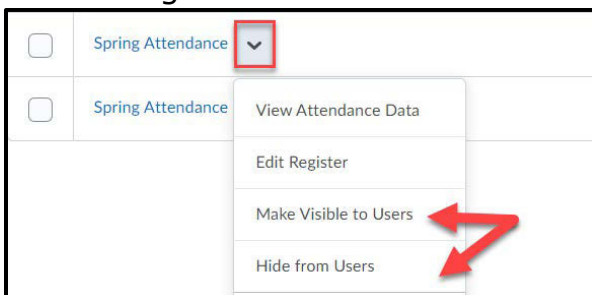 Spring Attendance
Spring Attendance
View Attendance Data
Edit Register
Make Visible to Users
Hide from Users